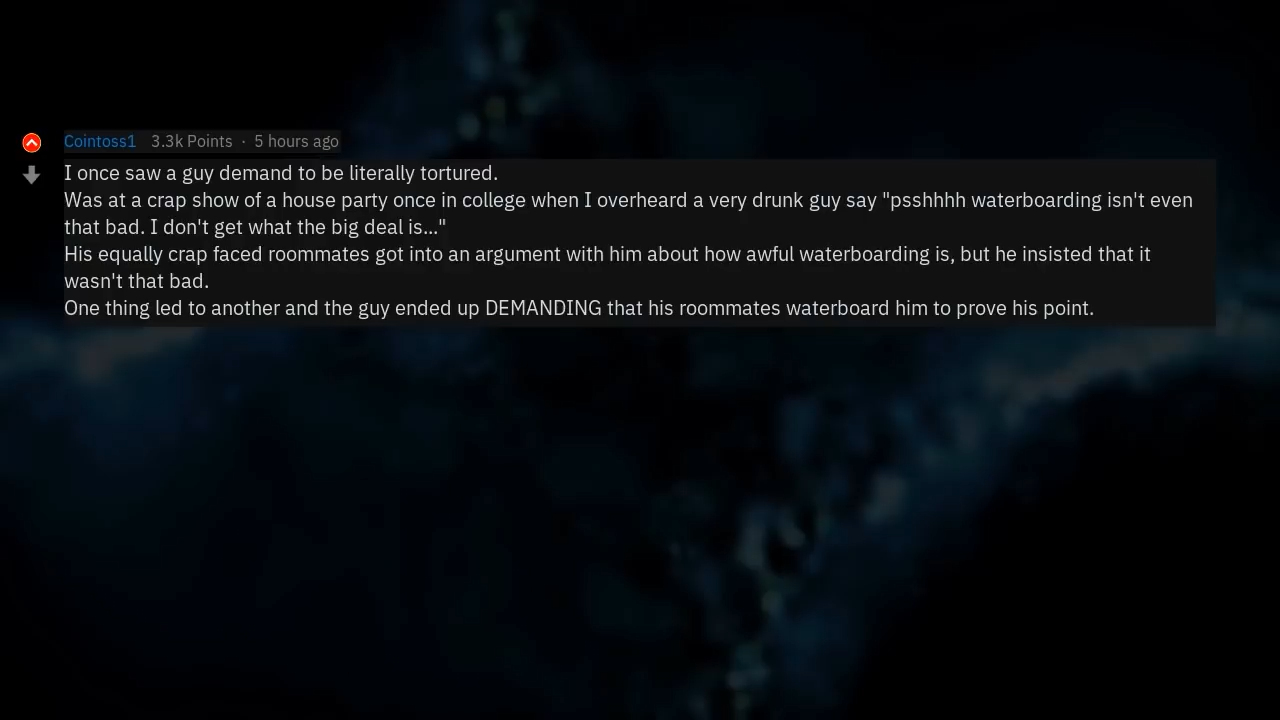 Cointoss1 3.3k Points · 5 hours ago
I once saw a guy demand to be literally tortured.
Was at a crap show of a house party once in college when I overheard a very drunk guy say "psshhhh waterboarding isn't even
that bad. I don't get what the big deal is..."
His equally crap faced roommates got into an argument with him about how awful waterboarding is, but he insisted that it
wasn't that bad.
One thing led to another and the guy ended up DEMANDING that his roommates waterboard him to prove his point.